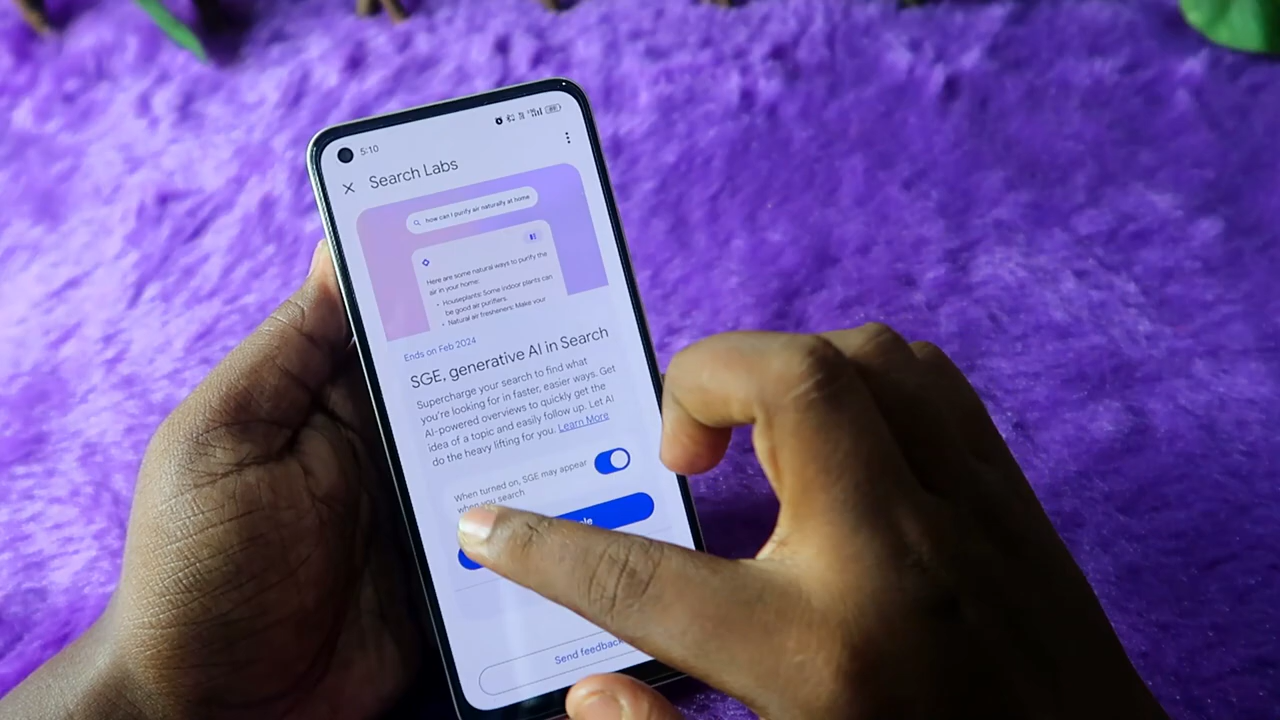 5:10
Search Labs
how can I purify air naturally at home
Here are some natural ways to purify the
air in your home:
• Houseplants: Some indoor plants can
be good air purifiers.
• Natural air fresheners: Make your
Ends on Feb 2024
SGE, generative AI in Search
Supercharge your search to find what
you're looking for in faster, easier ways. Get
AI-powered overviews to quickly get the
idea of a topic and easily follow up. Let AI
do the heavy lifting for you. Learn More
When turned on, SGE may appear
when you search
Send feedback